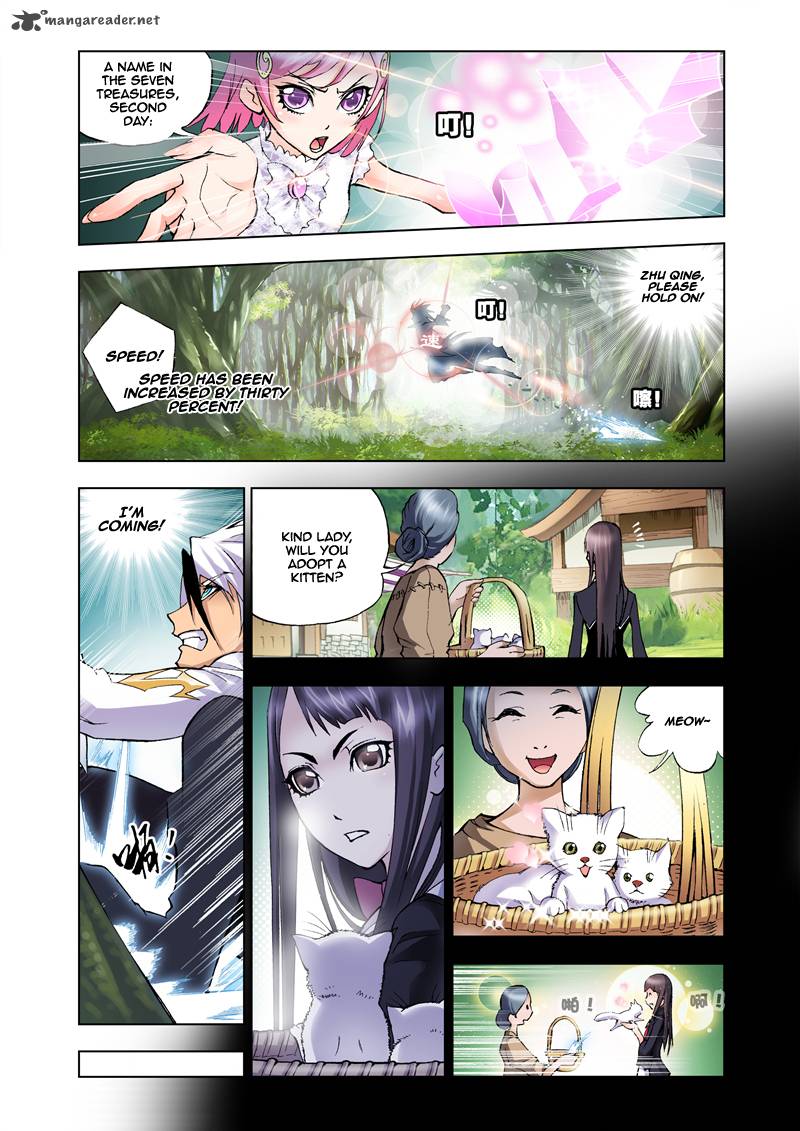 mangareader.net
A NAME IN
THE SEVEN
TREASURES,
SECOND
DAY:
叮!
ZHU QING,
PLEASE
HOLD ON!
叮!
速
SPEED!
SPEED HAS BEEN
INCREASED BY THIRTY
PERCENT!
嚓!
I'M
COMING!
KIND LADY,
WILL YOU
ADOPT A
KITTEN?
MEOW~
啪!
啊!